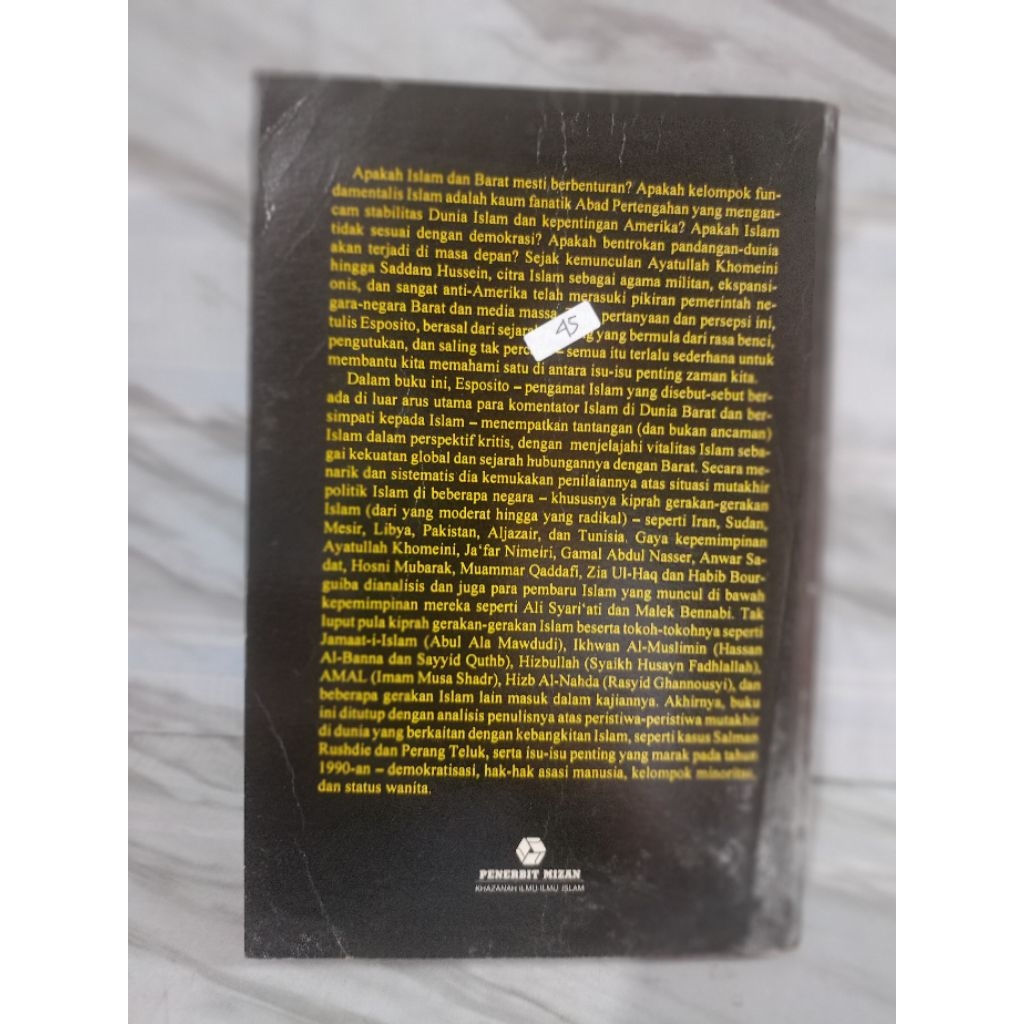 Apakah Islam dan Barat mesti berbenturan? Apakah kelompok fun-
damentalis Islam adalah kaum fanatik Abad Pertengahan yang mengan-
cam stabilitas Dunia Islam dan kepentingan Amerika? Apakah Islam
tidak sesuai dengan demokrasi? Apakah bentrokan pandangan-dunia
akan terjadi di masa depan? Sejak kemunculan Ayatullah Khomeini
hingga Saddam Hussein, citra Islam sebagai agama militan, ekspansi-
onis, dan sangat anti-Amerika telah merasuki pikiran pemerintah ne-
gara-negara Barat dan media massa. pertanyaan dan persepsi ini,
tulis Esposito, berasal dari yang bermula dari rasa benci,
pengutukan, dan saling tak – semua itu terlalu sederhana untuk
membantu kita memahami satu di antara isu-isu penting zaman kita.
Dalam buku ini, Esposito – pengamat Islam yang disebut-sebut ber-
ada di luar arus utama para komentator Islam di Dunia Barat dan ber-
simpati kepada Islam – menempatkan tantangan (dan bukan ancaman)
Islam dalam perspektif kritis, dengan menjelajahi vitalitas Islam seba-
gai kekuatan global dan sejarah hubungannya dengan Barat. Secara me-
narik dan sistematis dia kemukakan penilaiannya atas situasi mutakhir
politik Islam di beberapa negara – khususnya kiprah gerakan-gerakan
Islam (dari yang moderat hingga yang radikal) – seperti Iran, Sudan,
Mesir, Libya, Pakistan, Aljazair, dan Tunisia. Gaya kepemimpinan
Ayatullah Khomeini, Ja‘far Nimeiri, Gamal Abdul Nasser, Anwar Sa-
dat, Hosni Mubarak, Muammar Qaddafi, Zia Ul-Haq dan Habib Bour-
guiba dianalisis dan juga para pembaru Islam yang muncul di bawah
kepemimpinan mereka seperti Ali Syari‘ati dan Malek Bennabi. Tak
luput pula kiprah gerakan-gerakan Islam beserta tokoh-tokohnya seperti
Jamaat-i-Islam (Abul Ala Mawdudi), Ikhwan Al-Muslimin (Hassan
Al-Banna dan Sayyid Quthb), Hizbullah (Syaikh Husayn Fadhlallah),
AMAL (Imam Musa Shadr), Hizb Al-Nahda (Rasyid Ghannousyi), dan
beberapa gerakan Islam lain masuk dalam kajiannya. Akhirnya, buku
ini ditutup dengan analisis penulisnya atas peristiwa-peristiwa mutakhir
di dunia yang berkaitan dengan kebangkitan Islam, seperti kasus Salman
Rushdie dan Perang Teluk, serta isu-isu penting yang marak pada tahun
1990-an – demokratisasi, hak-hak asasi manusia, kelompok minoritas,
dan status wanita.
45
PENERBIT MIZAN
KHAZANAH ILMU-ILMU ISLAM